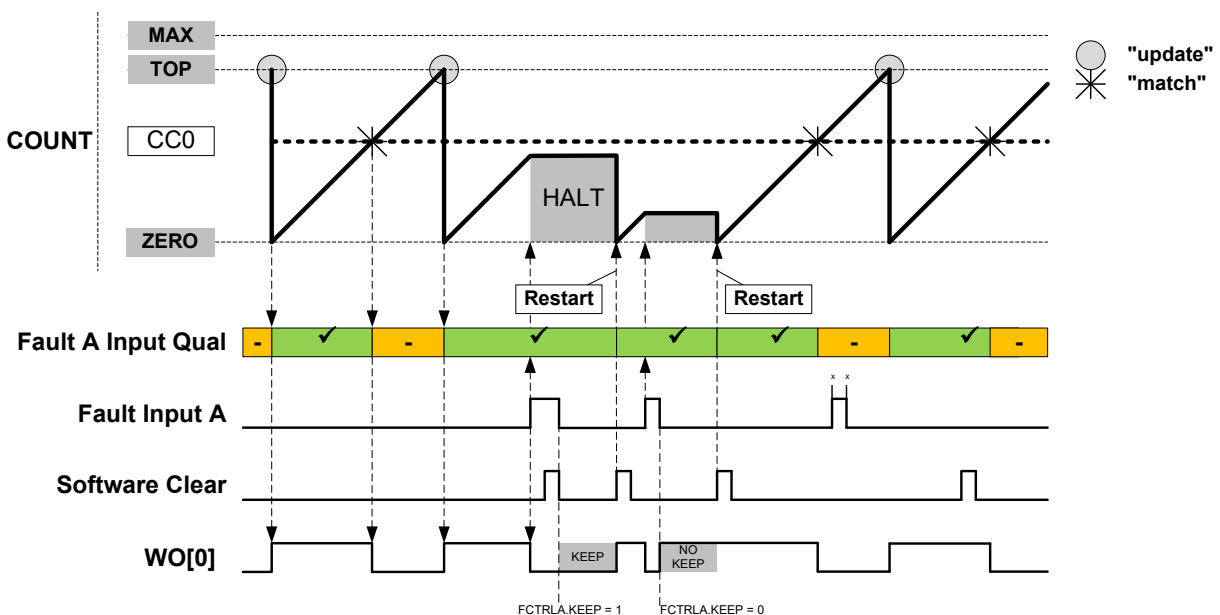 MAX
TOP
"update"
"match"
COUNT
CC0
HALT
ZERO
Restart
Restart
Fault A Input Qual
-
✓
-
✓
✓
✓
-
✓
-
x x
Fault Input A
Software Clear
WO[0]
KEEP
NO
KEEP
FCTRLA.KEEP = 1
FCTRLA.KEEP = 0